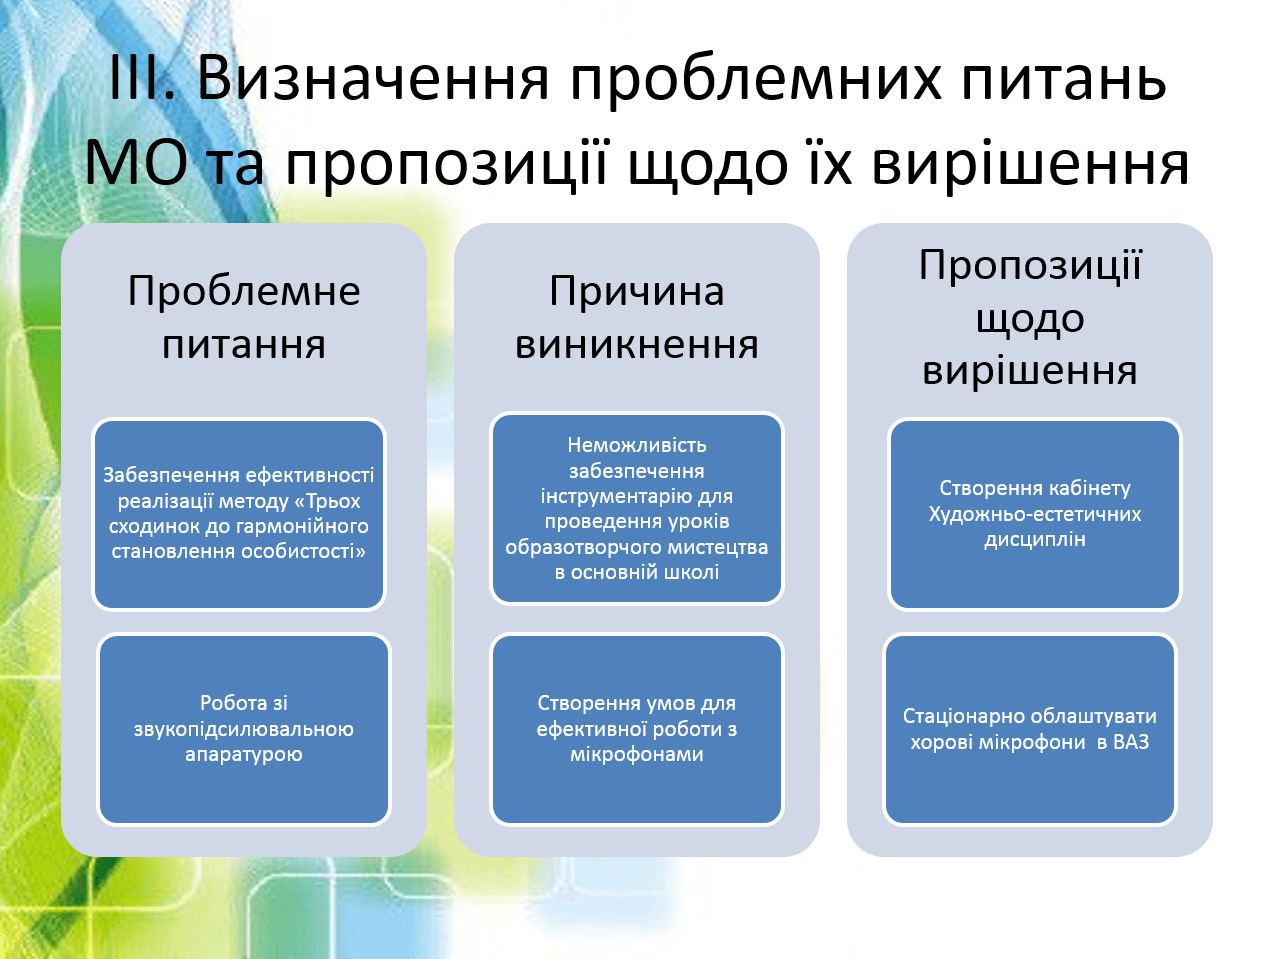 ІІІ. Визначення проблемних питань
МО та пропозиції щодо їх вирішення
Проблемне
питання
Забезпечення ефективності
реалізації методу «Трьох
сходинок до гармонійного
становлення особистості»
Робота зі
звукопідсилювальною
апаратурою
Причина
виникнення
Неможливість
забезпечення
інструментарію для
проведення уроків
образотворчого мистецтва
в основній школі
Створення умов для
ефективної роботи з
мікрофонами
Пропозиції
щодо
вирішення
Створення кабінету
Художньо-естетичних
дисциплін
Стаціонарно облаштувати
хорові мікрофони  в ВАЗ